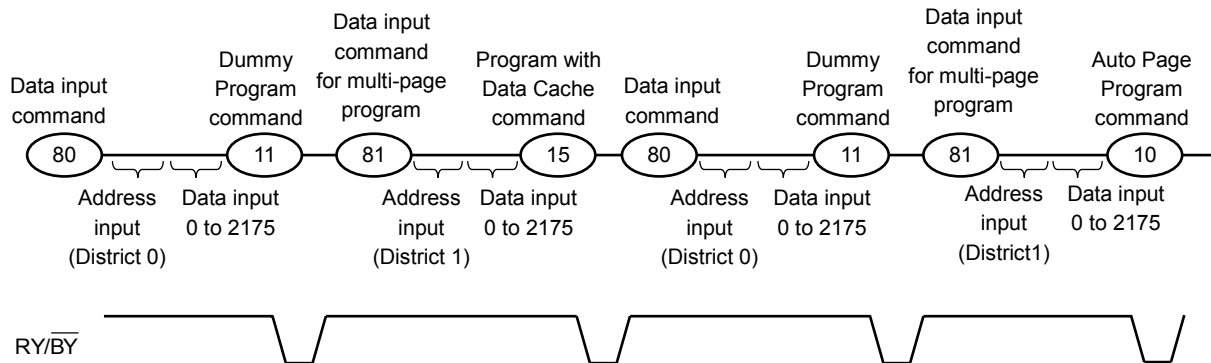 Data input
command
Dummy
Program
command
Data input
command
for multi-page
program
Program with
Data Cache
command
Data input
command
Dummy
Program
command
Data input
command
for multi-page
program
Auto Page
Program
command
80
11
81
15
80
11
81
10
Address
input
(District 0)
Data input
0 to 2175
Address
input
(District 1)
Data input
0 to 2175
Address
input
(District 0)
Data input
0 to 2175
Address
input
(District1)
Data input
0 to 2175
RY/B̅Y̅